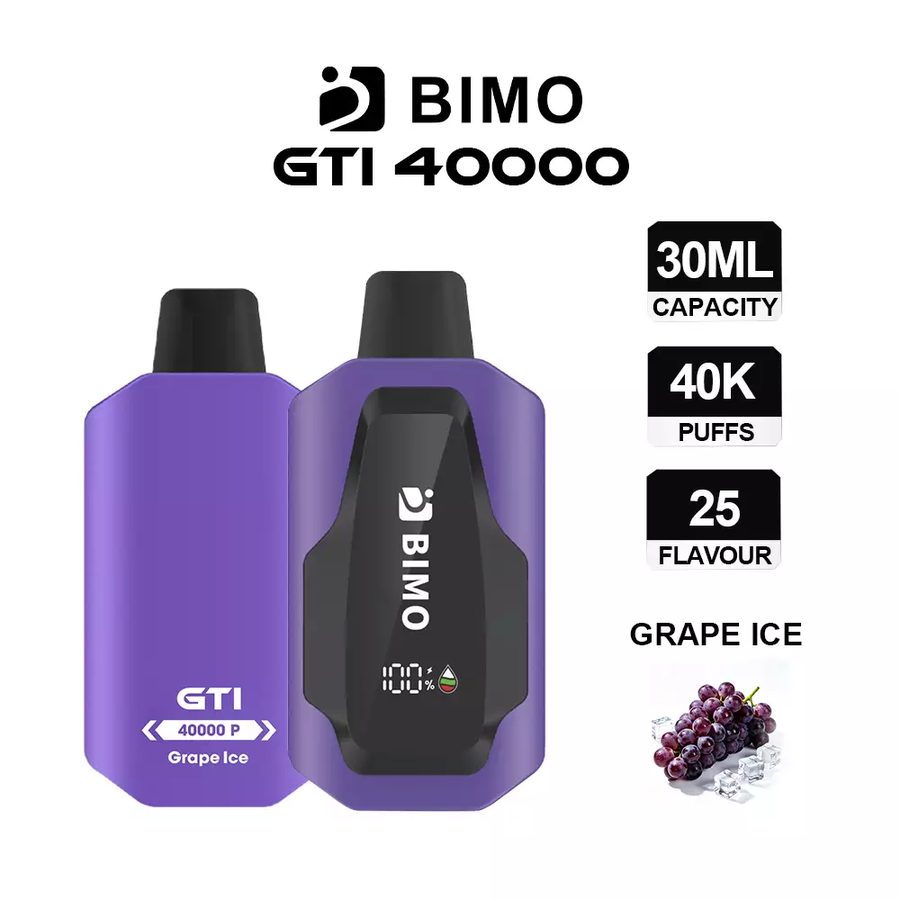 BIMO
GTI 40000
30ML
CAPACITY
40K
PUFFS
25
FLAVOUR
GRAPE ICE
GTI
40000 P
Grape Ice
BIMO
100%